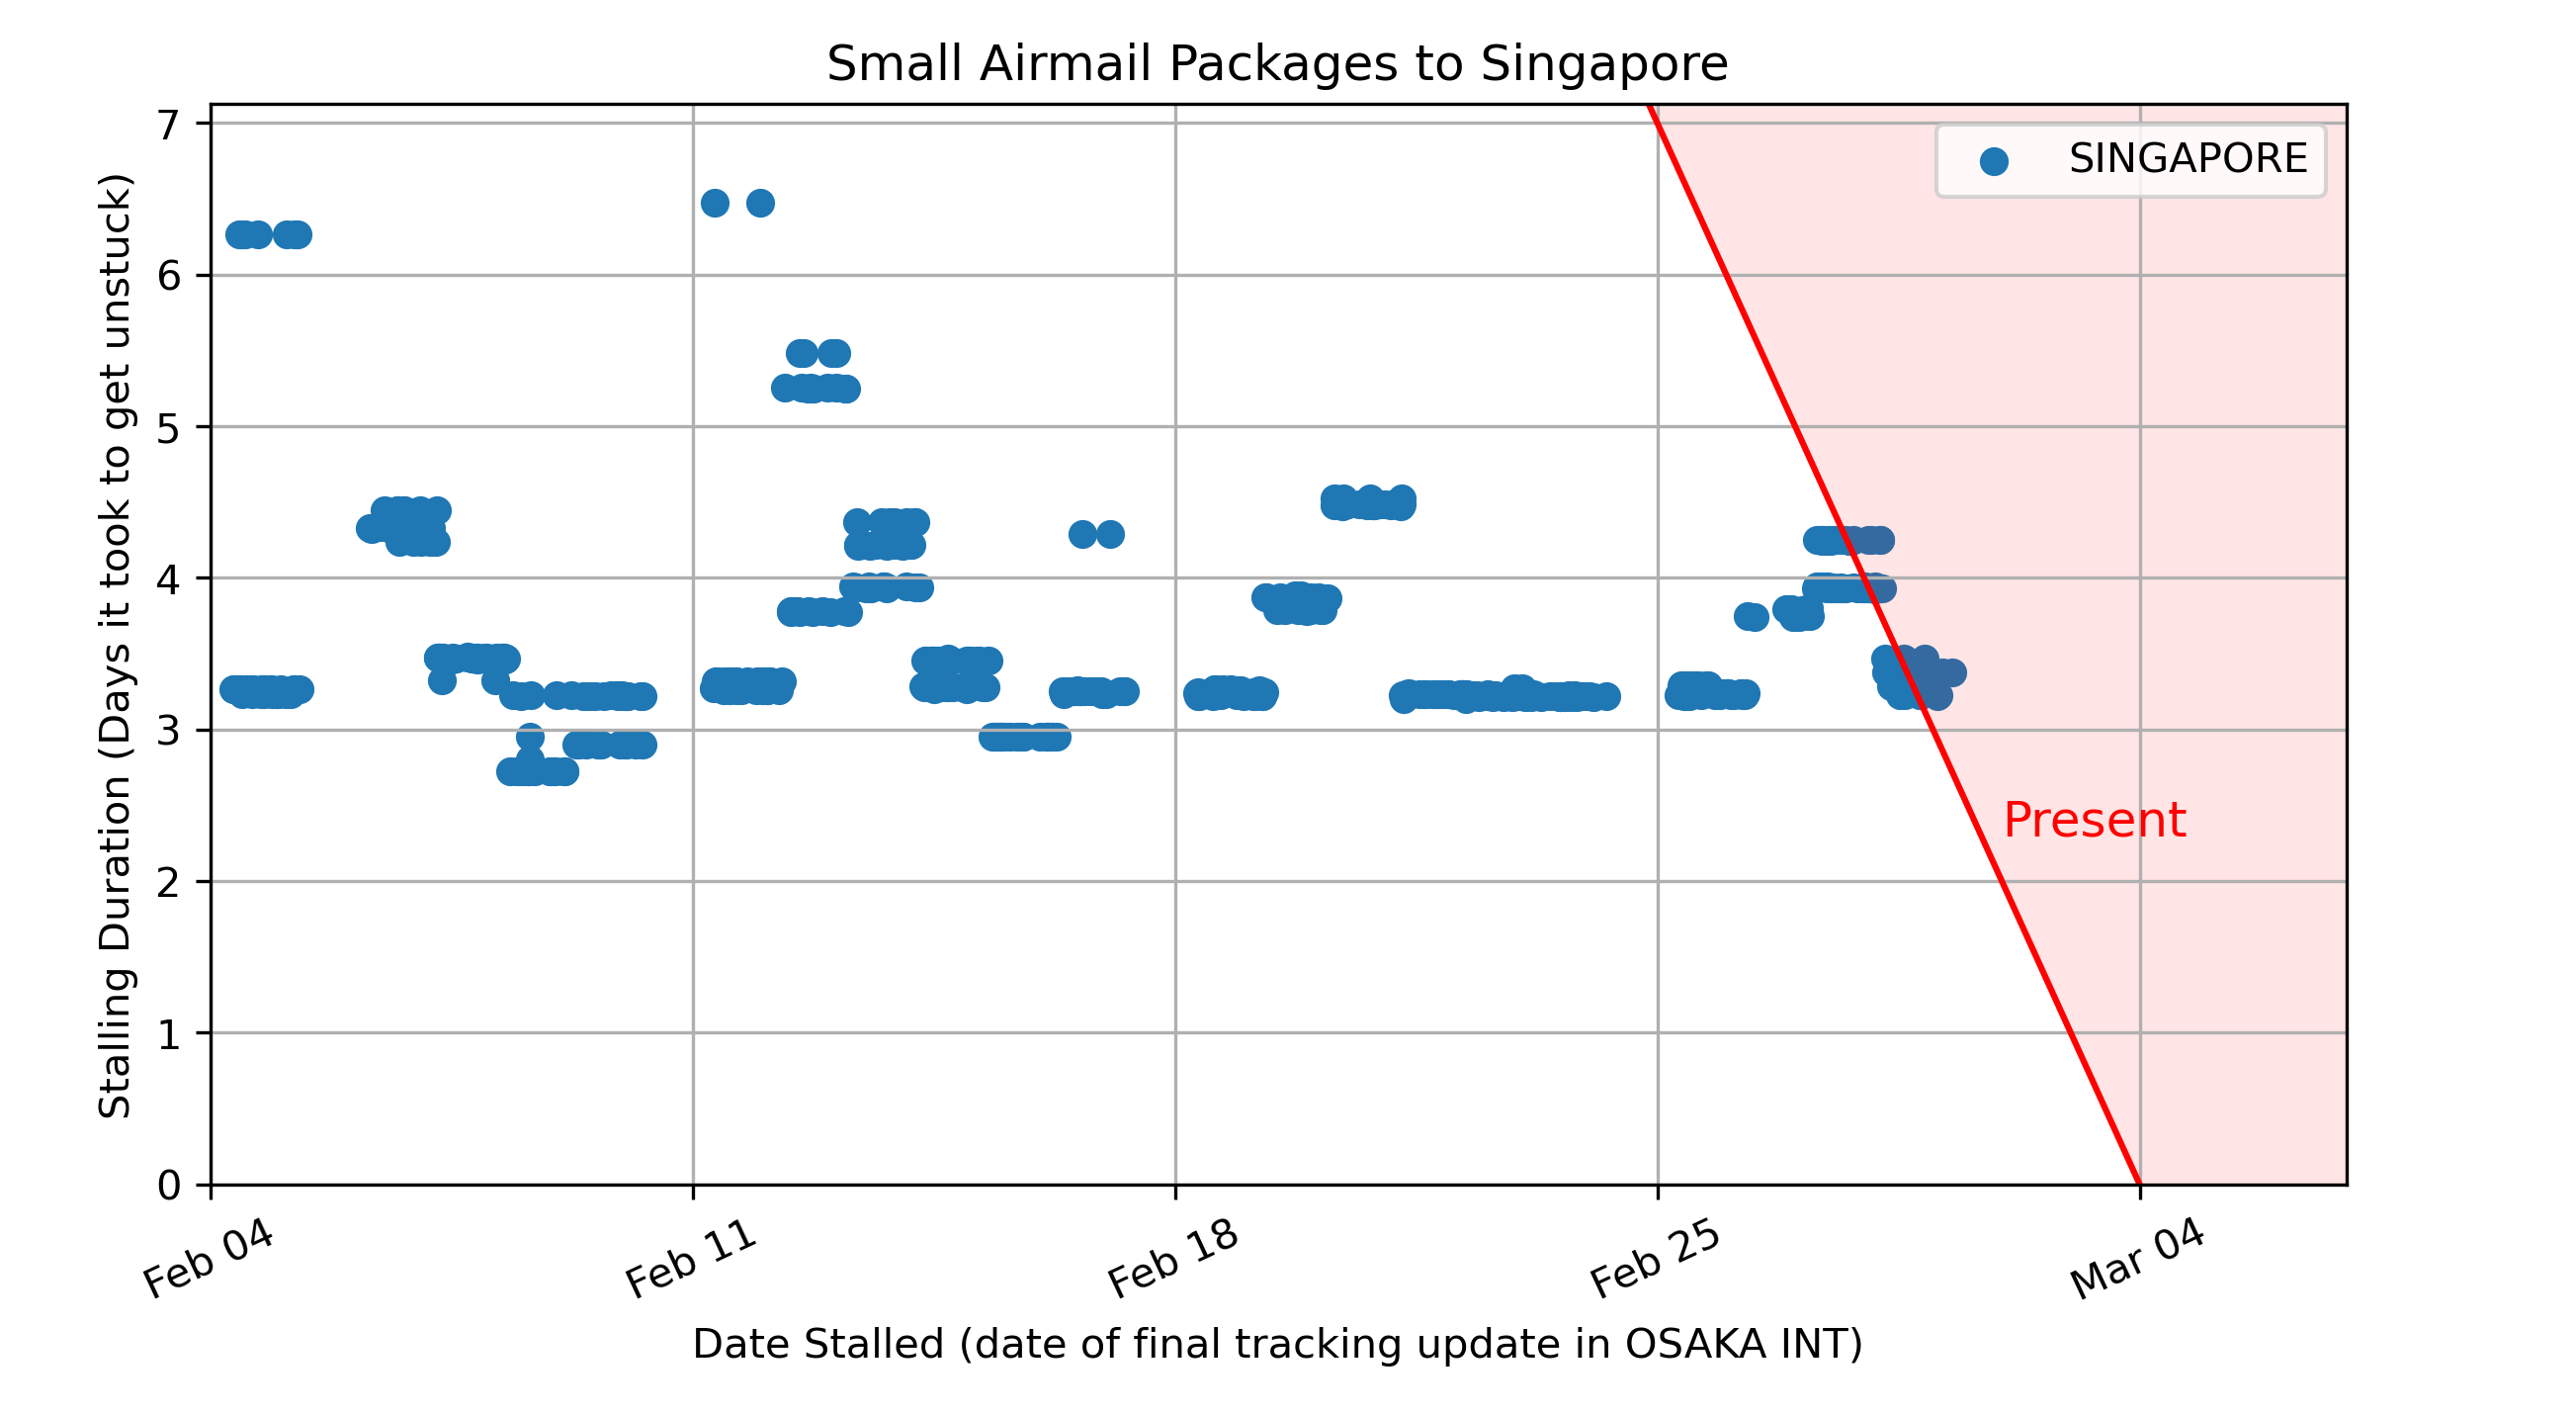 Small Airmail Packages to Singapore
Stalling Duration (Days it took to get unstuck)
7
6
5
4
3
2
1
0
SINGAPORE
Present
Feb 04
Feb 11
Feb 18
Feb 25
Mar 04
Date Stalled (date of final tracking update in OSAKA INT)